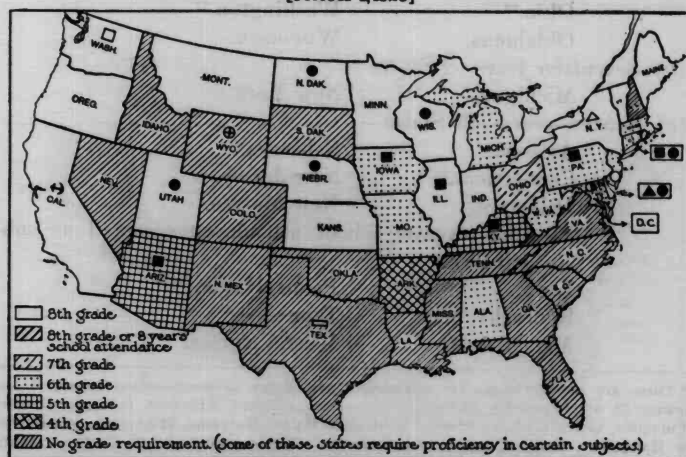 WASH.
MONT.
N. DAK.
MINN.
MAINE
OREG.
IDAHO
WYO.
S. DAK.
WIS.
MICH.
N.Y.
NEV.
UTAH
COLO.
NEBR.
IOWA
ILL.
IND.
OHIO
PA.
CAL.
KANS.
MO.
KY.
W. VA.
VA.
D.C.
ARIZ.
N. MEX.
OKLA.
ARK.
TENN.
N.C.
S.C.
TEX.
LA.
MISS.
ALA.
GA.
FLA.
8th grade
8th grade or 8 years
school attendance
7th grade
6th grade
5th grade
4th grade
No grade requirement. (Some of these States require proficiency in certain subjects)